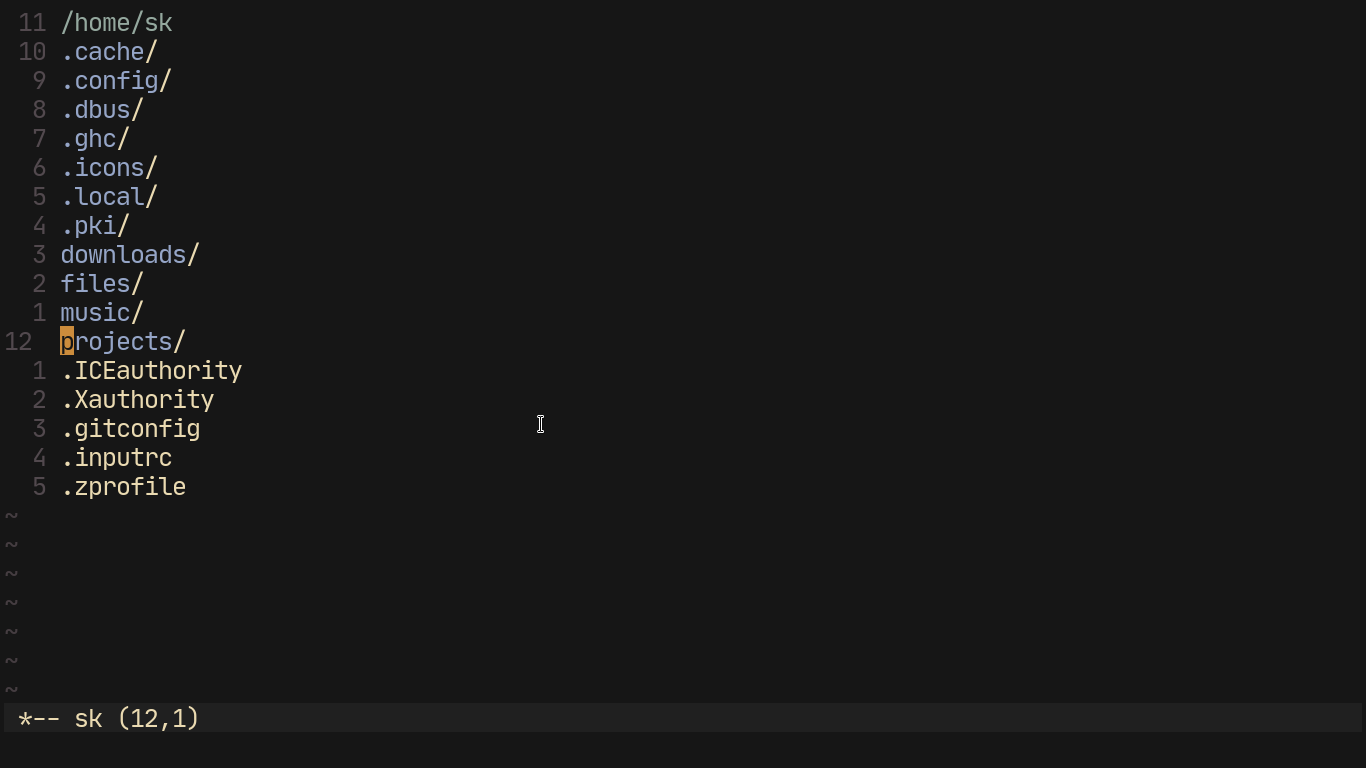 11 /home/sk
10 .cache/
9 .config/
8 .dbus/
7 .ghc/
6 .icons/
5 .local/
4 .pki/
3 downloads/
2 files/
1 music/
12 projects/
1 .ICEauthority
2 .Xauthority
3 .gitconfig
4 .inputrc
5 .zprofile
~
~
~
~
~
~
~
*-- sk (12,1)